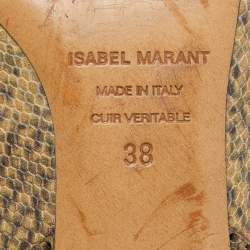 ISABEL MARANT
MADE IN ITALY
CUIR VERITABLE
38